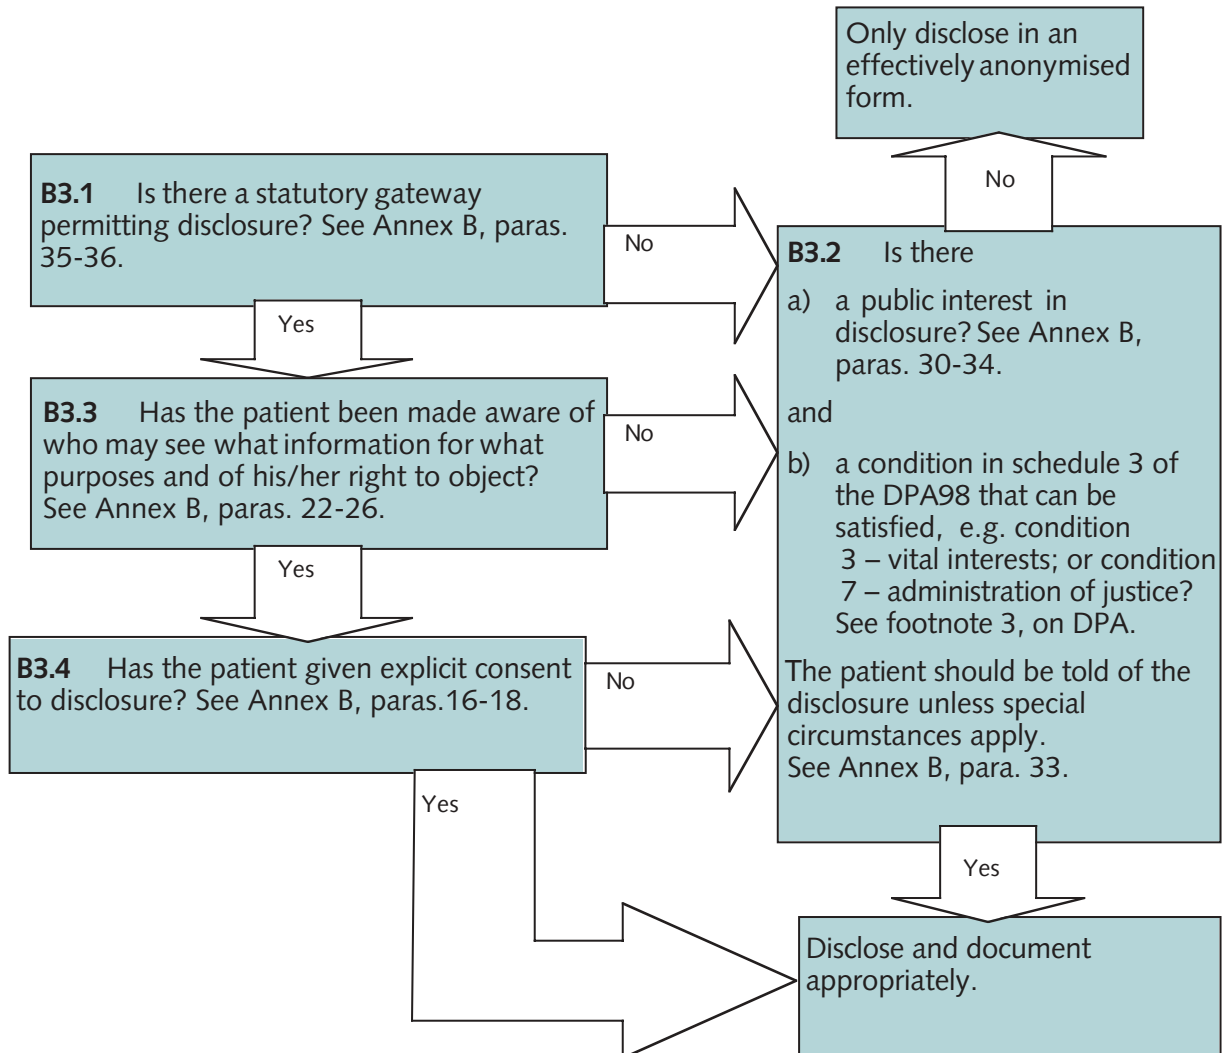 Only disclose in an
effectively anonymised
form.
No
B3.1 Is there a statutory gateway
permitting disclosure? See Annex B, paras.
35-36.
No
Yes
B3.2 Is there
a) a public interest in
disclosure? See Annex B,
paras. 30-34.
and
b) a condition in schedule 3 of
the DPA98 that can be
satisfied, e.g. condition
3 – vital interests; or condition
7 – administration of justice?
See footnote 3, on DPA.
The patient should be told of the
disclosure unless special
circumstances apply.
See Annex B, para. 33.
B3.3 Has the patient been made aware of
who may see what information for what
purposes and of his/her right to object?
See Annex B, paras. 22-26.
No
Yes
B3.4 Has the patient given explicit consent
to disclosure? See Annex B, paras.16-18.
No
Yes
Yes
Disclose and document
appropriately.